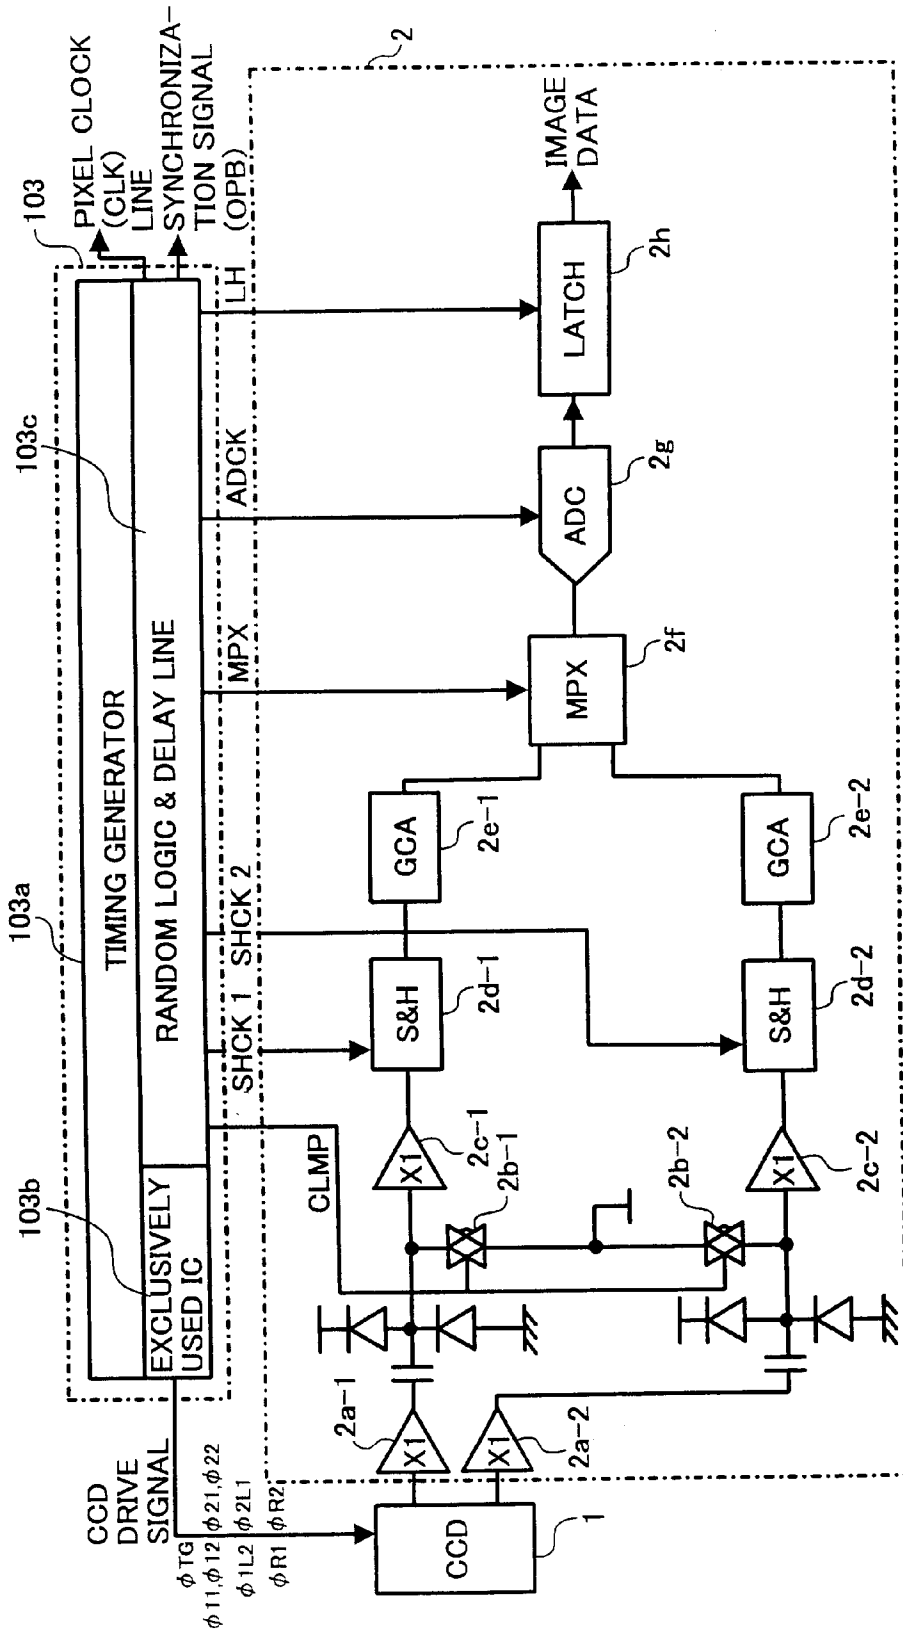 103
PIXEL CLOCK
(CLK)
LINE
SYNCHRONIZA-
TION SIGNAL
(OPB)
103a
103b
103c
TIMING GENERATOR
RANDOM LOGIC & DELAY LINE
EXCLUSIVELY
USED IC
CCD
DRIVE
SIGNAL
φTG
φ11,φ12 φ21,φ22
φ1L2 φ2L1
φR1 φR2
CLMP
SHCK 1
SHCK 2
MPX
ADCK
LH
2
CCD
1
X1
2a-1
X1
2a-2
2b-1
2b-2
X1
2c-1
X1
2c-2
S&H
2d-1
S&H
2d-2
GCA
2e-1
GCA
2e-2
MPX
2f
ADC
2g
LATCH
2h
IMAGE
DATA